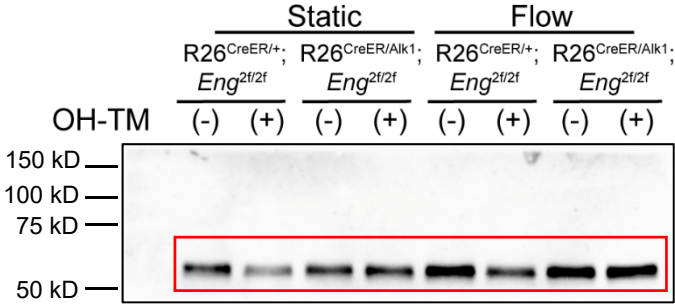 Static Flow
R26CreER/+; R26CreER/Alk1; R26CreER/+; R26CreER/Alk1;
Eng2f/2f Eng2f/2f Eng2f/2f Eng2f/2f
OH-TM (-) (+) (-) (+) (-) (+) (-) (+)
150 kD
100 kD
75 kD
50 kD